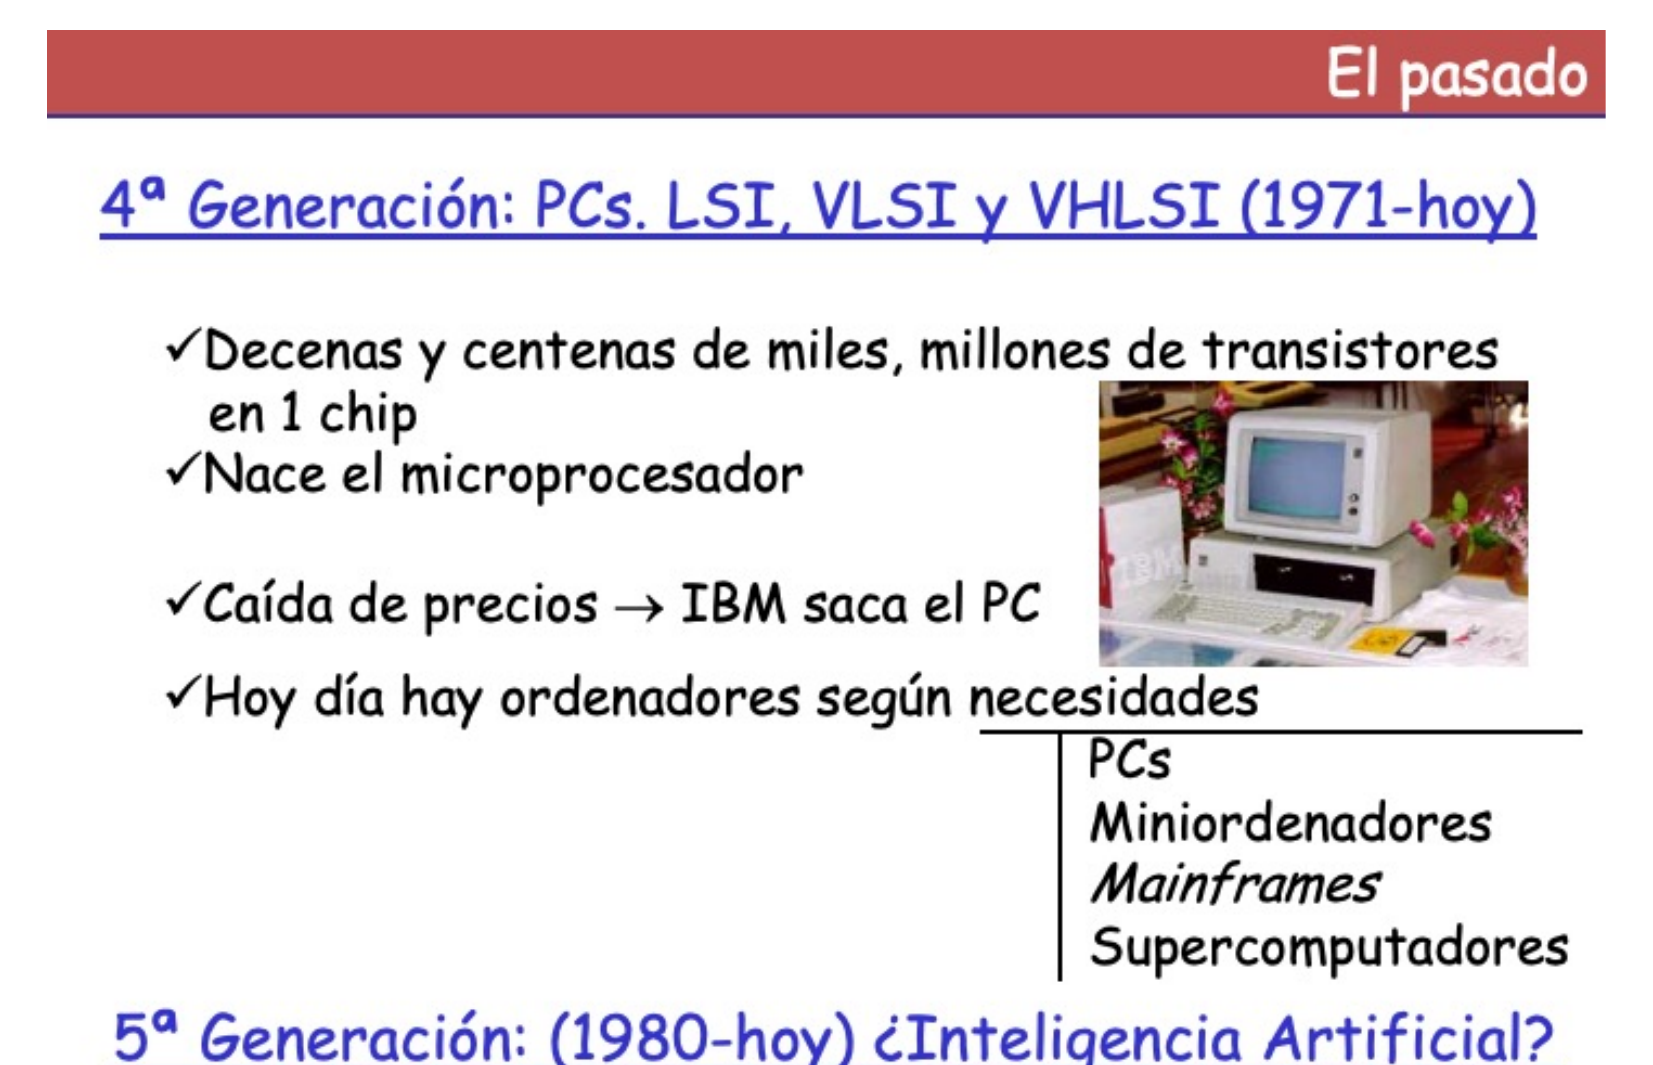 El pasado
4ª Generación: PCs. LSI, VLSI y VHLSI (1971-hoy)
✓Decenas y centenas de miles, millones de transistores
en 1 chip
✓Nace el microprocesador
IBM
✓Caída de precios → IBM saca el PC
✓Hoy día hay ordenadores según necesidades
PCs
Miniordenadores
Mainframes
Supercomputadores
5ª Generación: (1980-hoy) ¿Inteligencia Artificial?